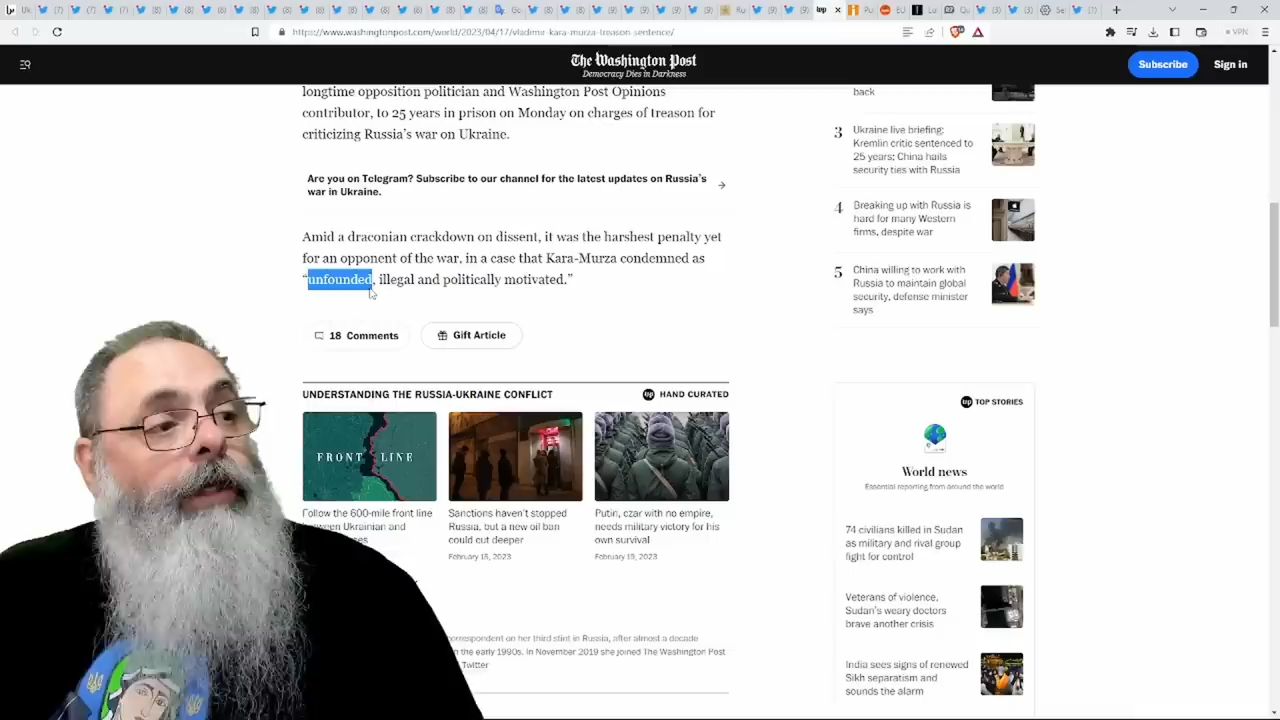 https://www.washingtonpost.com/world/2023/04/17/vladimir-kara-murza-treason-sentence/
VPN
The Washington Post
Democracy Dies in Darkness
Subscribe
Sign in
longtime opposition politician and Washington Post Opinions
contributor, to 25 years in prison on Monday on charges of treason for
criticizing Russia's war on Ukraine.
Are you on Telegram? Subscribe to our channel for the latest updates on Russia's
war in Ukraine.
Amid a draconian crackdown on dissent, it was the harshest penalty yet
for an opponent of the war, in a case that Kara-Murza condemned as
“unfounded, illegal and politically motivated.”
18 Comments
Gift Article
UNDERSTANDING THE RUSSIA-UKRAINE CONFLICT
wp HAND CURATED
FRONT LINE
Follow the 600-mile front line
between Ukrainian and
Sanctions haven't stopped
Russia, but a new oil ban
could cut deeper
February 15, 2023
Putin, czar with no empire,
needs military victory for his
own survival
February 19, 2023
correspondent on her third stint in Russia, after almost a decade
n the early 1990s. In November 2019 she joined The Washington Post
Twitter
back
3
Ukraine live briefing:
Kremlin critic sentenced to
25 years; China hails
security ties with Russia
4
Breaking up with Russia is
hard for many Western
firms, despite war
5
China willing to work with
Russia to maintain global
security, defense minister
says
wp TOP STORIES
World news
Essential reporting from around the world
74 civilians killed in Sudan
as military and rival group
fight for control
Veterans of violence,
Sudan's weary doctors
brave another crisis
India sees signs of renewed
Sikh separatism and
sounds the alarm